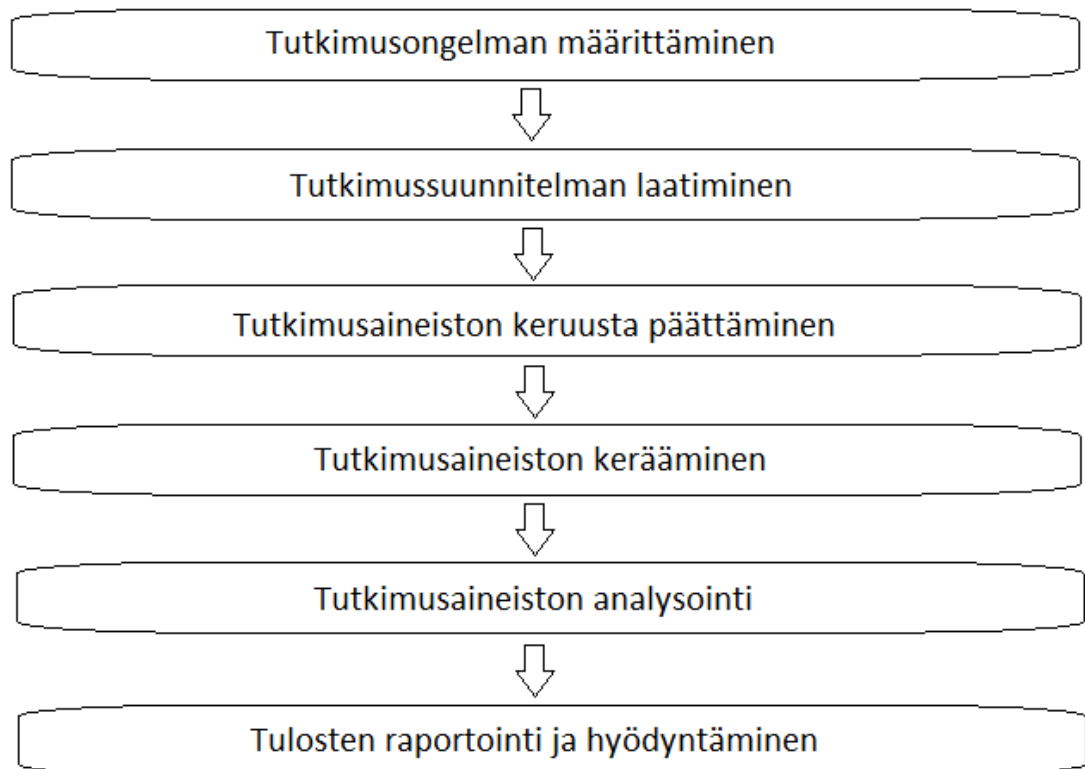 Tutkimusongelman määrittäminen
Tutkimussuunnitelman laatiminen
Tutkimusaineiston keruusta päättäminen
Tutkimusaineiston kerääminen
Tutkimusaineiston analysointi
Tulosten raportointi ja hyödyntäminen